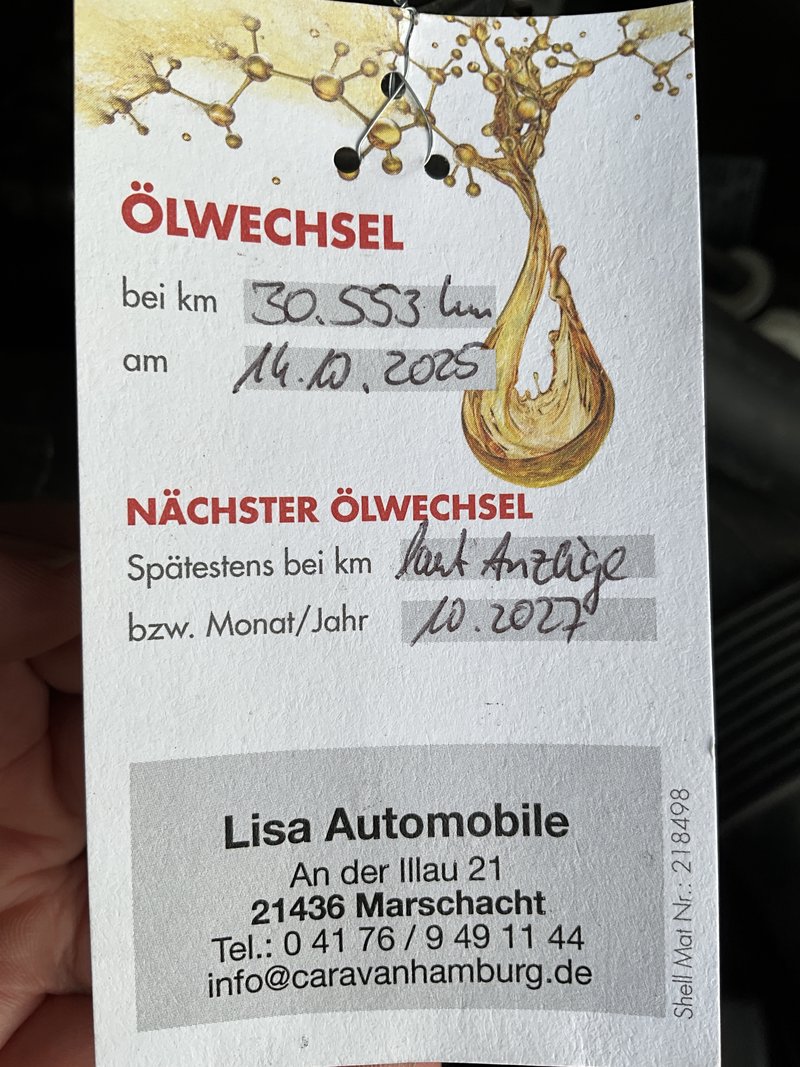 ÖLWECHSEL
bei km 30.553 km
am 14.10.2025
NÄCHSTER ÖLWECHSEL
Spätestens bei km laut Anzeige
bzw. Monat/Jahr 10.2027
Lisa Automobile
An der Illau 21
21436 Marschacht
Tel.: 0 41 76 / 9 49 11 44
info@caravanhamburg.de
Shell Mat Nr.: 218498